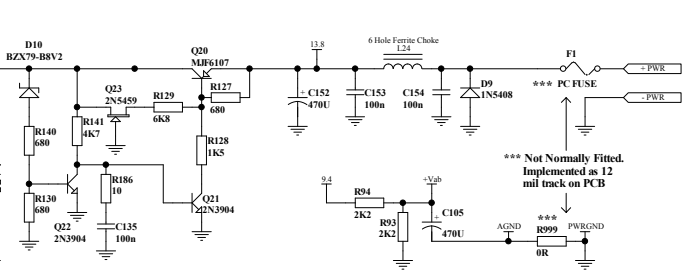 D10
BZX79-B8V2
Q20
MJF6107
13.8
6 Hole Ferrite Choke
L24
F1
+ PWR
*** PC FUSE
- PWR
Q23
2N5459
R129
6K8
R127
680
+
C152
470U
C153
100n
C154
100n
D9
1N5408
R140
680
R141
4K7
R128
1K5
*** Not Normally Fitted.
Implemented as 12
mil track on PCB
R186
10
R130
680
Q21
2N3904
9.4
R94
2K2
+Vab
+
C105
470U
R93
2K2
Q22
2N3904
C135
100n
***
AGND
R999
PWRGND
0R